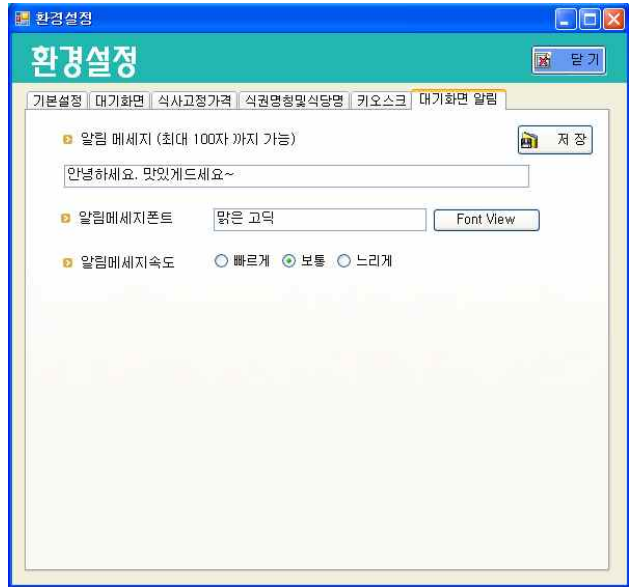 환경설정
환경설정
닫기
기본설정 대기화면 식사고정가격 식권명칭및식당명 키오스크 대기화면 알림
알림 메세지 (최대 100자 까지 가능)
저장
안녕하세요. 맛있게드세요~
알림메세지폰트 맑은 고딕 Font View
알림메세지속도 빠르게 보통 느리게